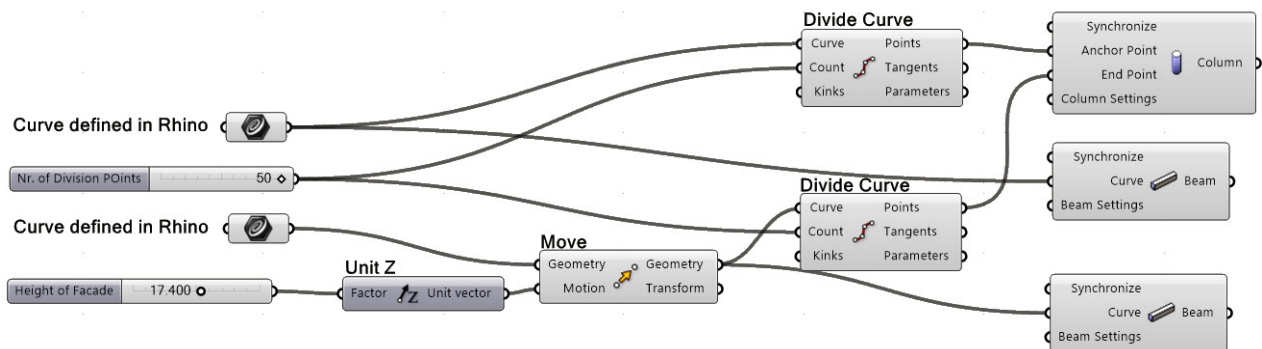 Divide Curve
Curve Points
Count Tangents
Kinks Parameters
Synchronize
Anchor Point
End Point
Column Settings
Column
Curve defined in Rhino
Nr. of Division POints 50
Synchronize
Curve Beam
Beam Settings
Divide Curve
Curve Points
Count Tangents
Kinks Parameters
Curve defined in Rhino
Move
Geometry Geometry
Motion Transform
Unit Z
Factor Z Unit vector
Height of Facade 17.400
Synchronize
Curve Beam
Beam Settings